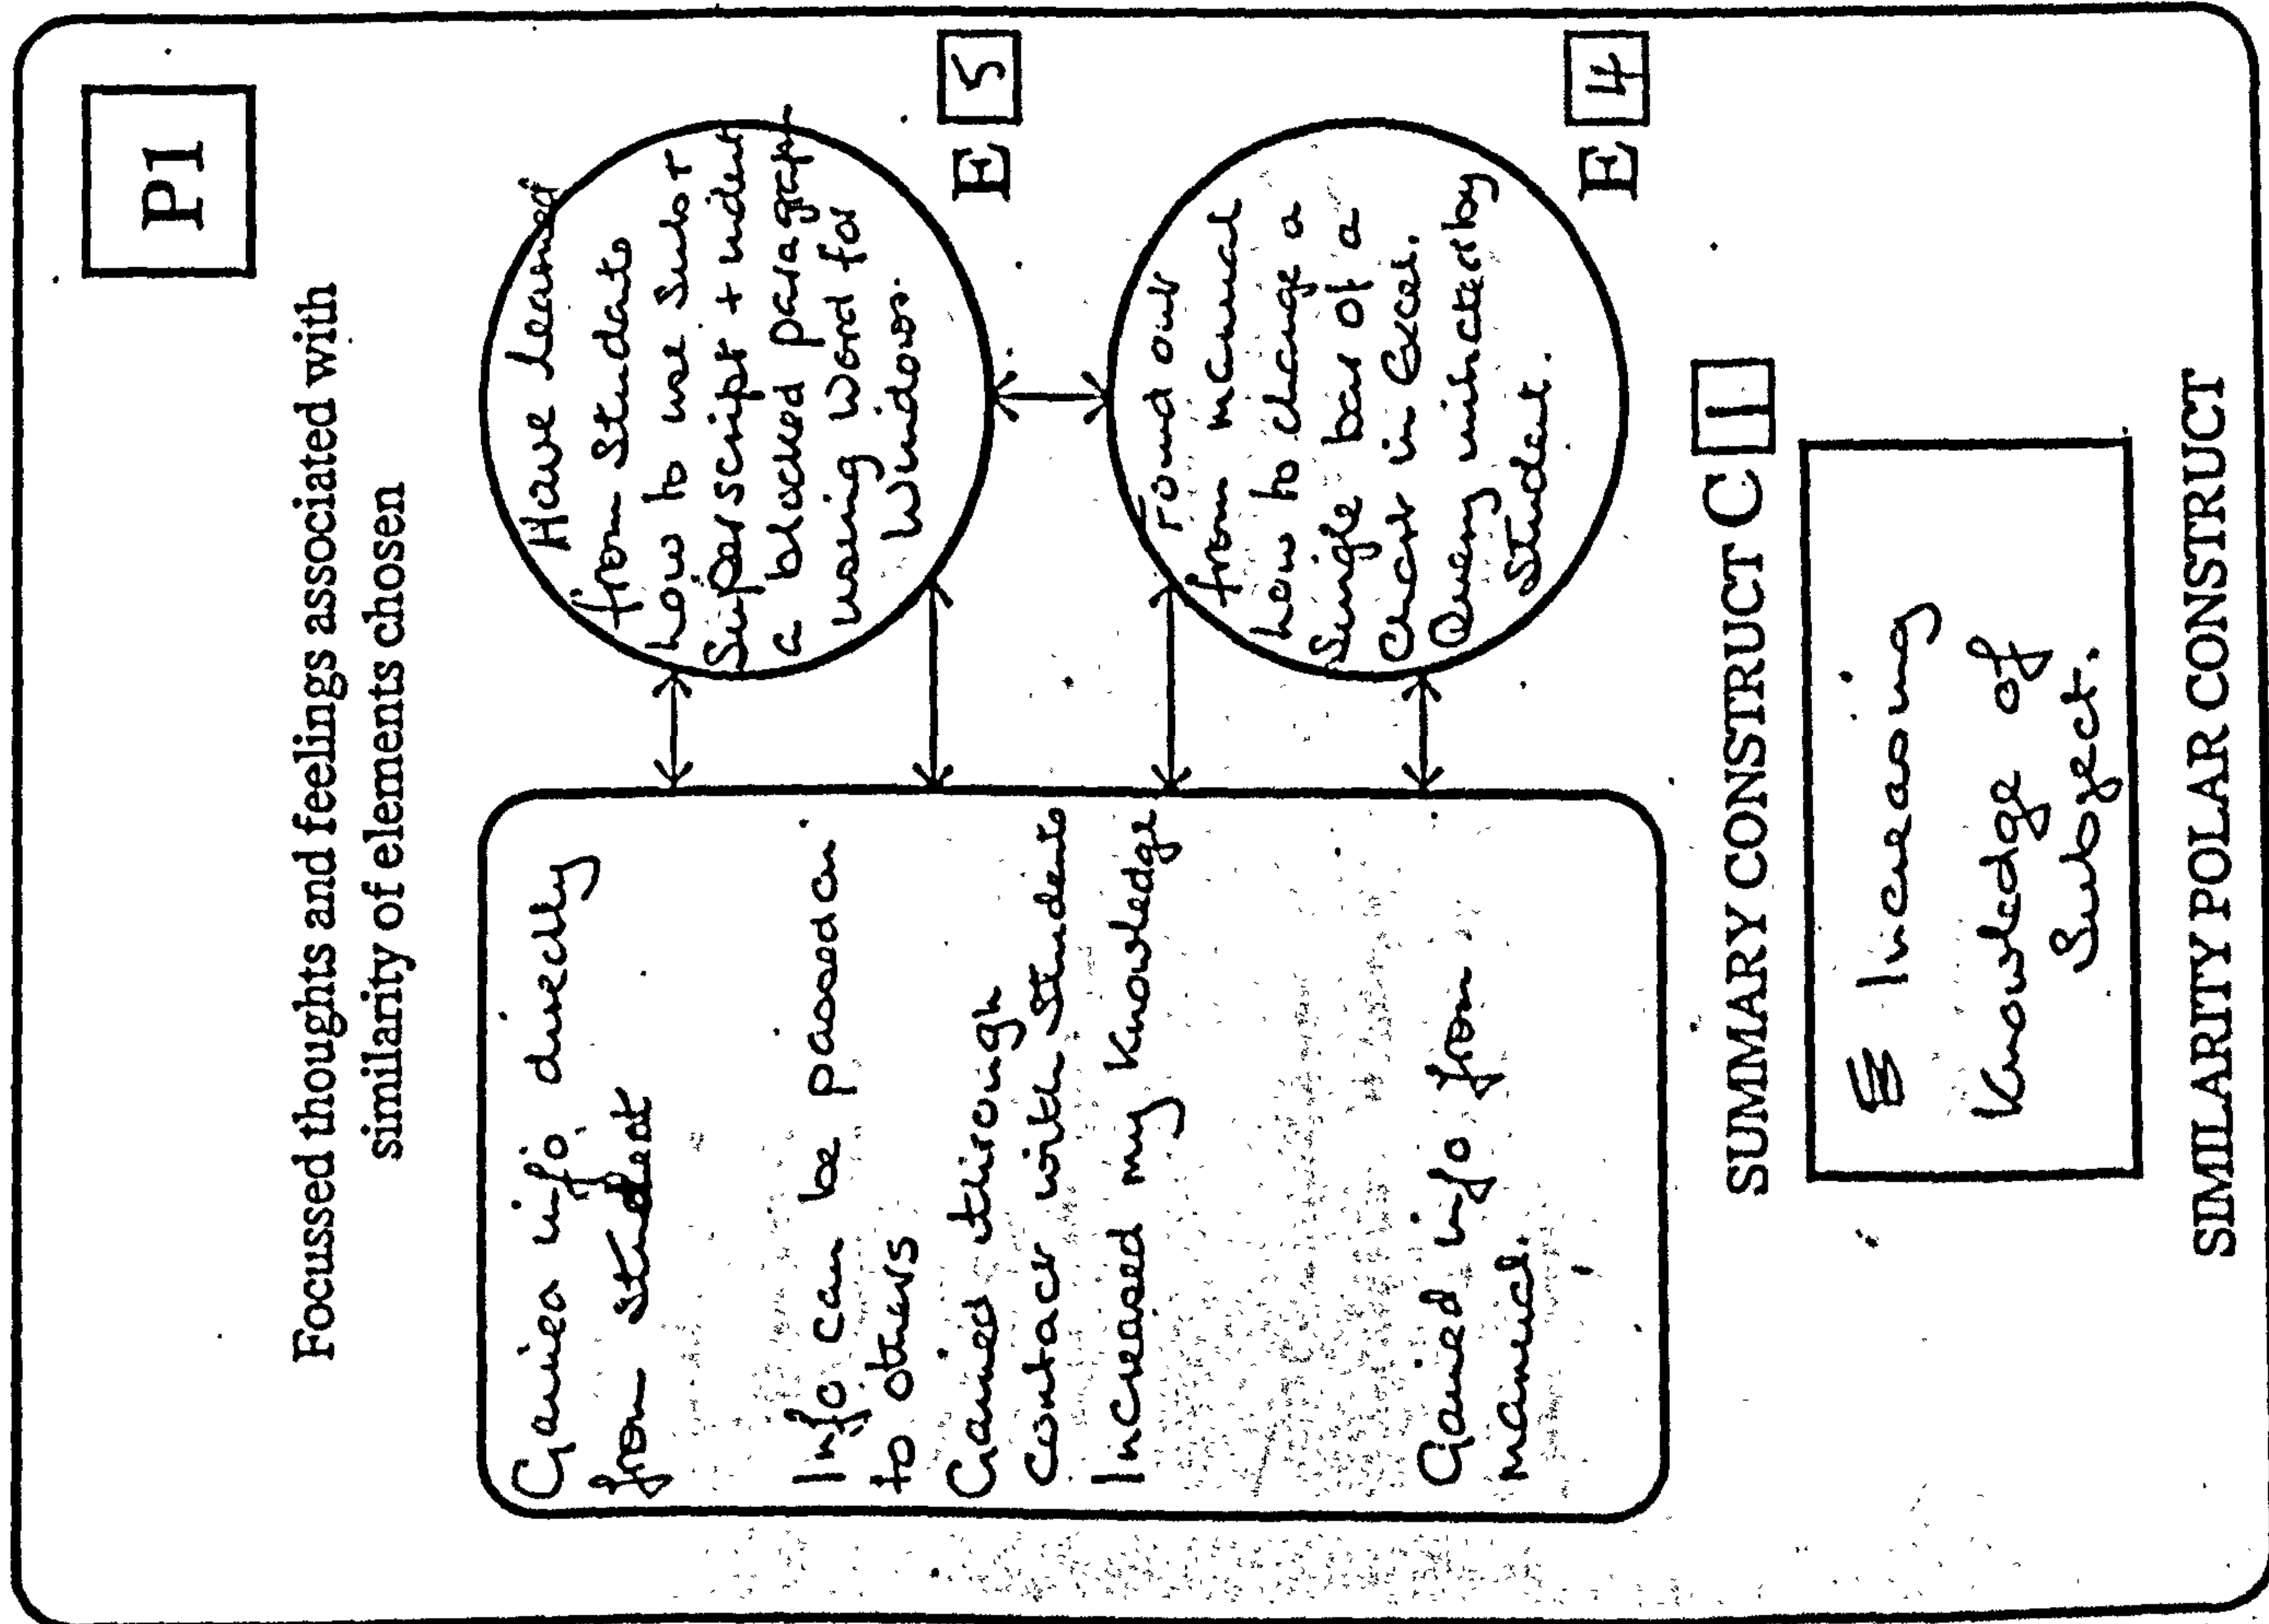 P1
Focussed thoughts and feelings associated with
similarity of elements chosen
Gained info directly
from student
Info can be passed on
to others
Gained through
contact with Students
Increased my Knowledge
Gained info from
manual.
Have learned
from Students
how to use Sub +
Superscript + indent
a blocked paragraph
using Word for
Windows.
E 5
Found out
from manual
how to change a
Single bar of a
Chart in Excel.
Query by
Student.
E 4
SUMMARY CONSTRUCT C 1
Increasing
Knowledge of
Subject.
SIMILARITY POLAR CONSTRUCT